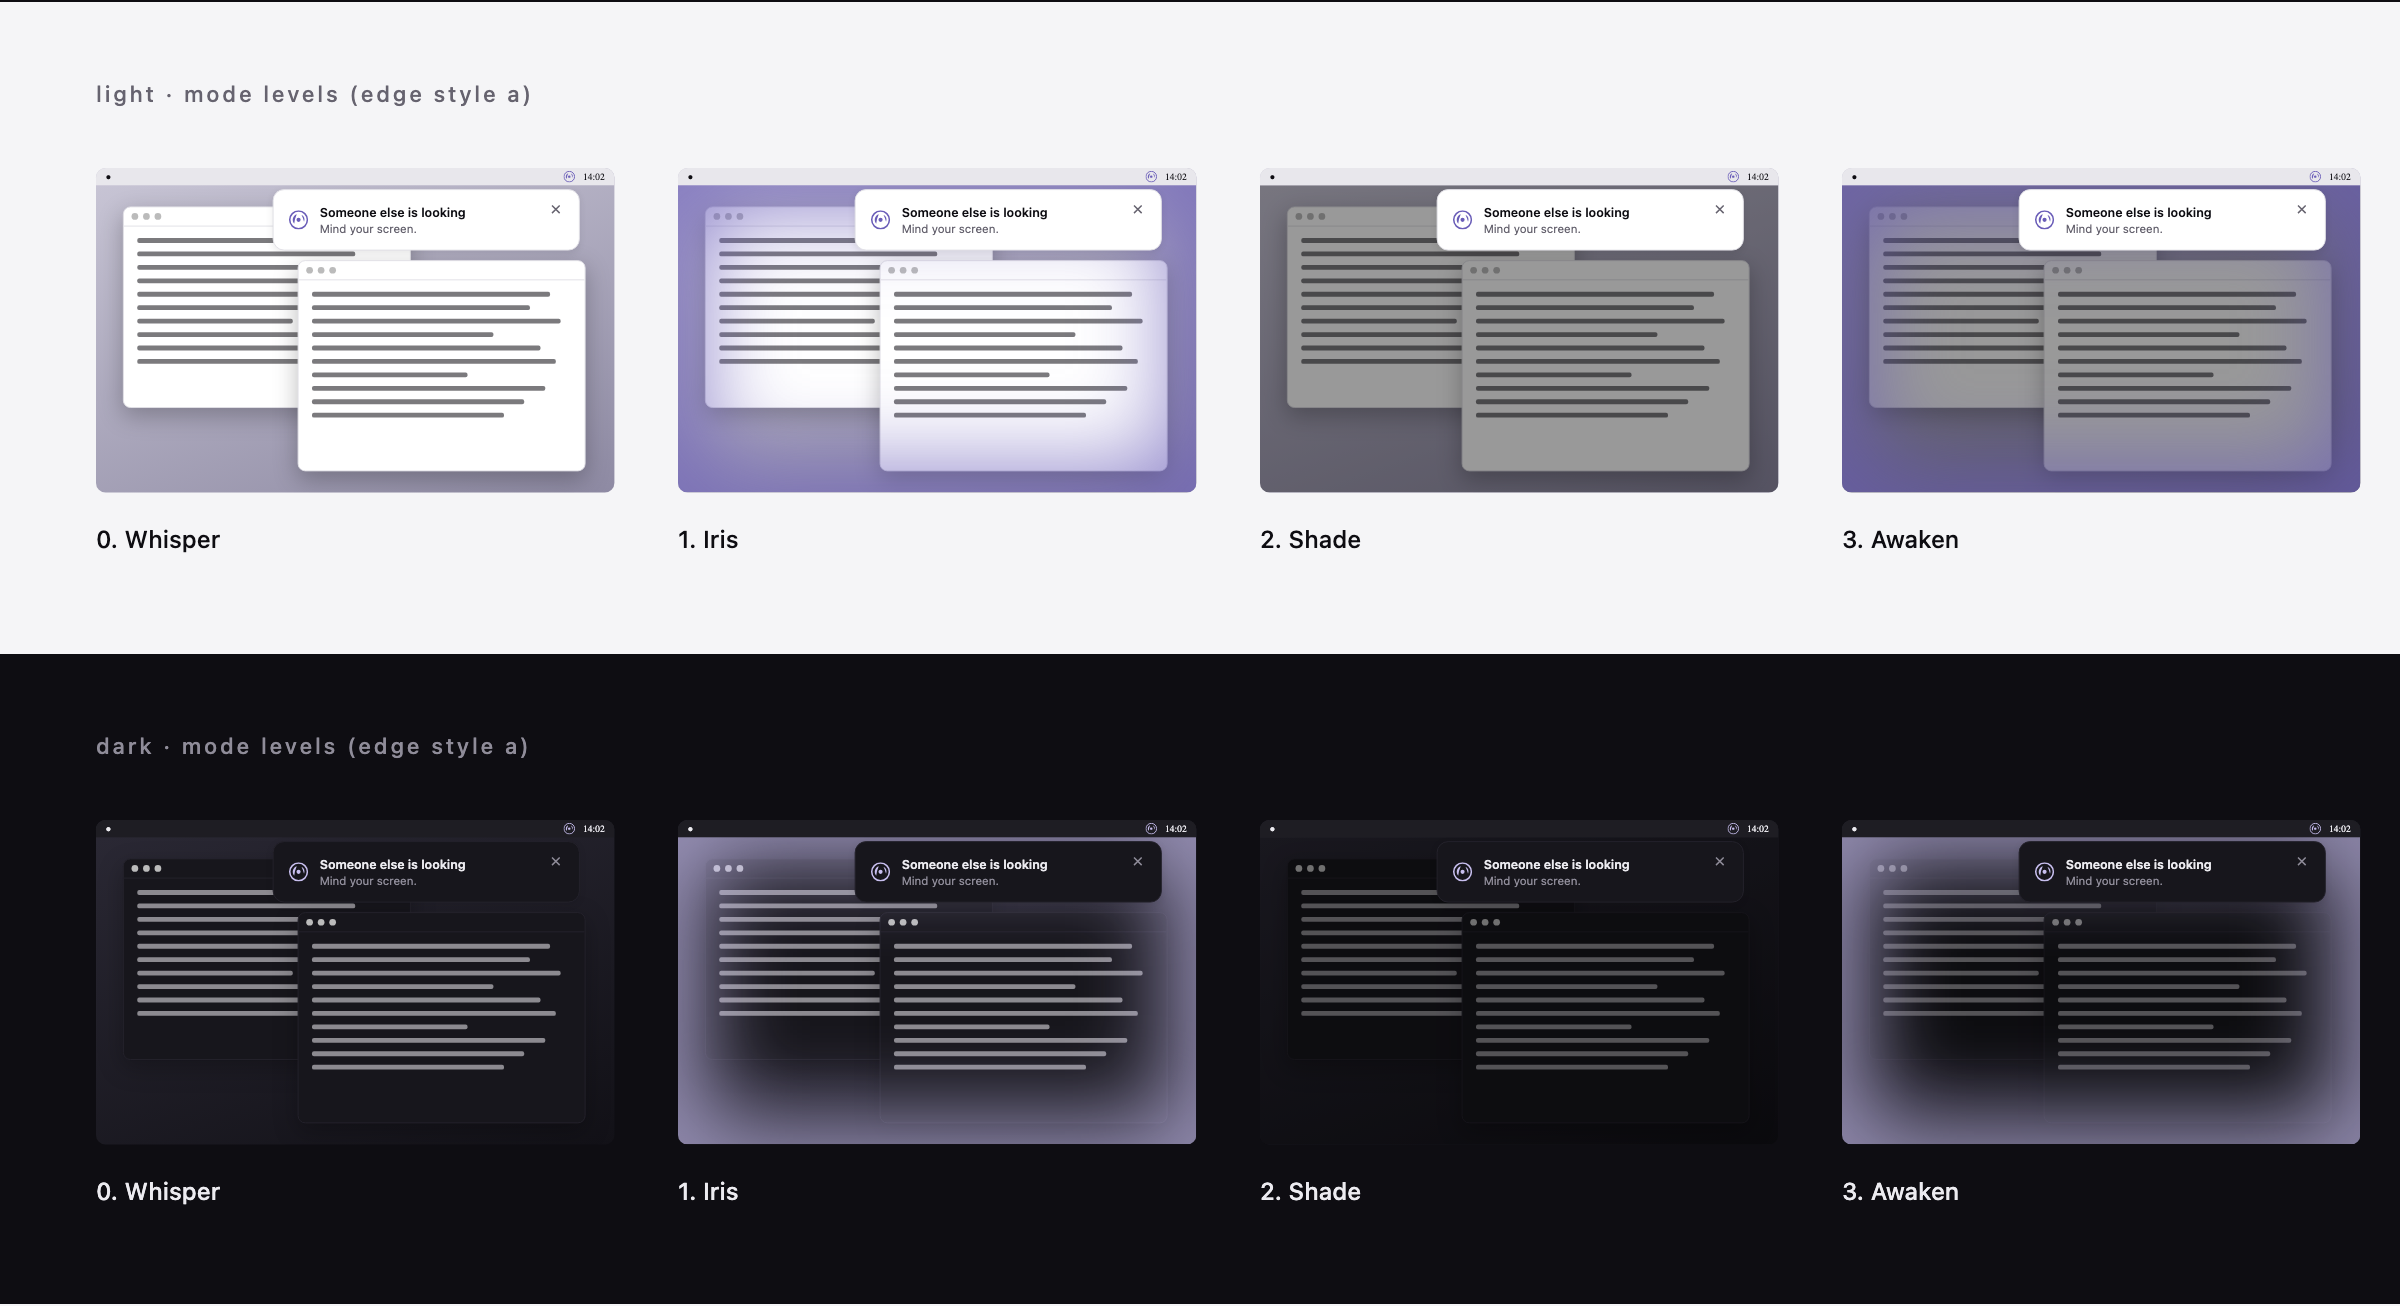 light · mode levels (edge style a)
14:02
Someone else is looking
Mind your screen.
14:02
Someone else is looking
Mind your screen.
14:02
Someone else is looking
Mind your screen.
14:02
Someone else is looking
Mind your screen.
0. Whisper
1. Iris
2. Shade
3. Awaken
dark · mode levels (edge style a)
14:02
Someone else is looking
Mind your screen.
14:02
Someone else is looking
Mind your screen.
14:02
Someone else is looking
Mind your screen.
14:02
Someone else is looking
Mind your screen.
0. Whisper
1. Iris
2. Shade
3. Awaken